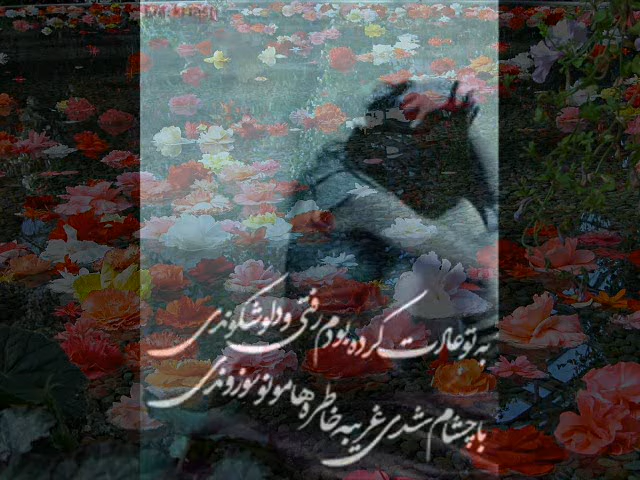 به تو عادت کرده بودم رفتی و دلو شکوندی
با چشام شدی غریبه خاطره هامونو سوزوندی